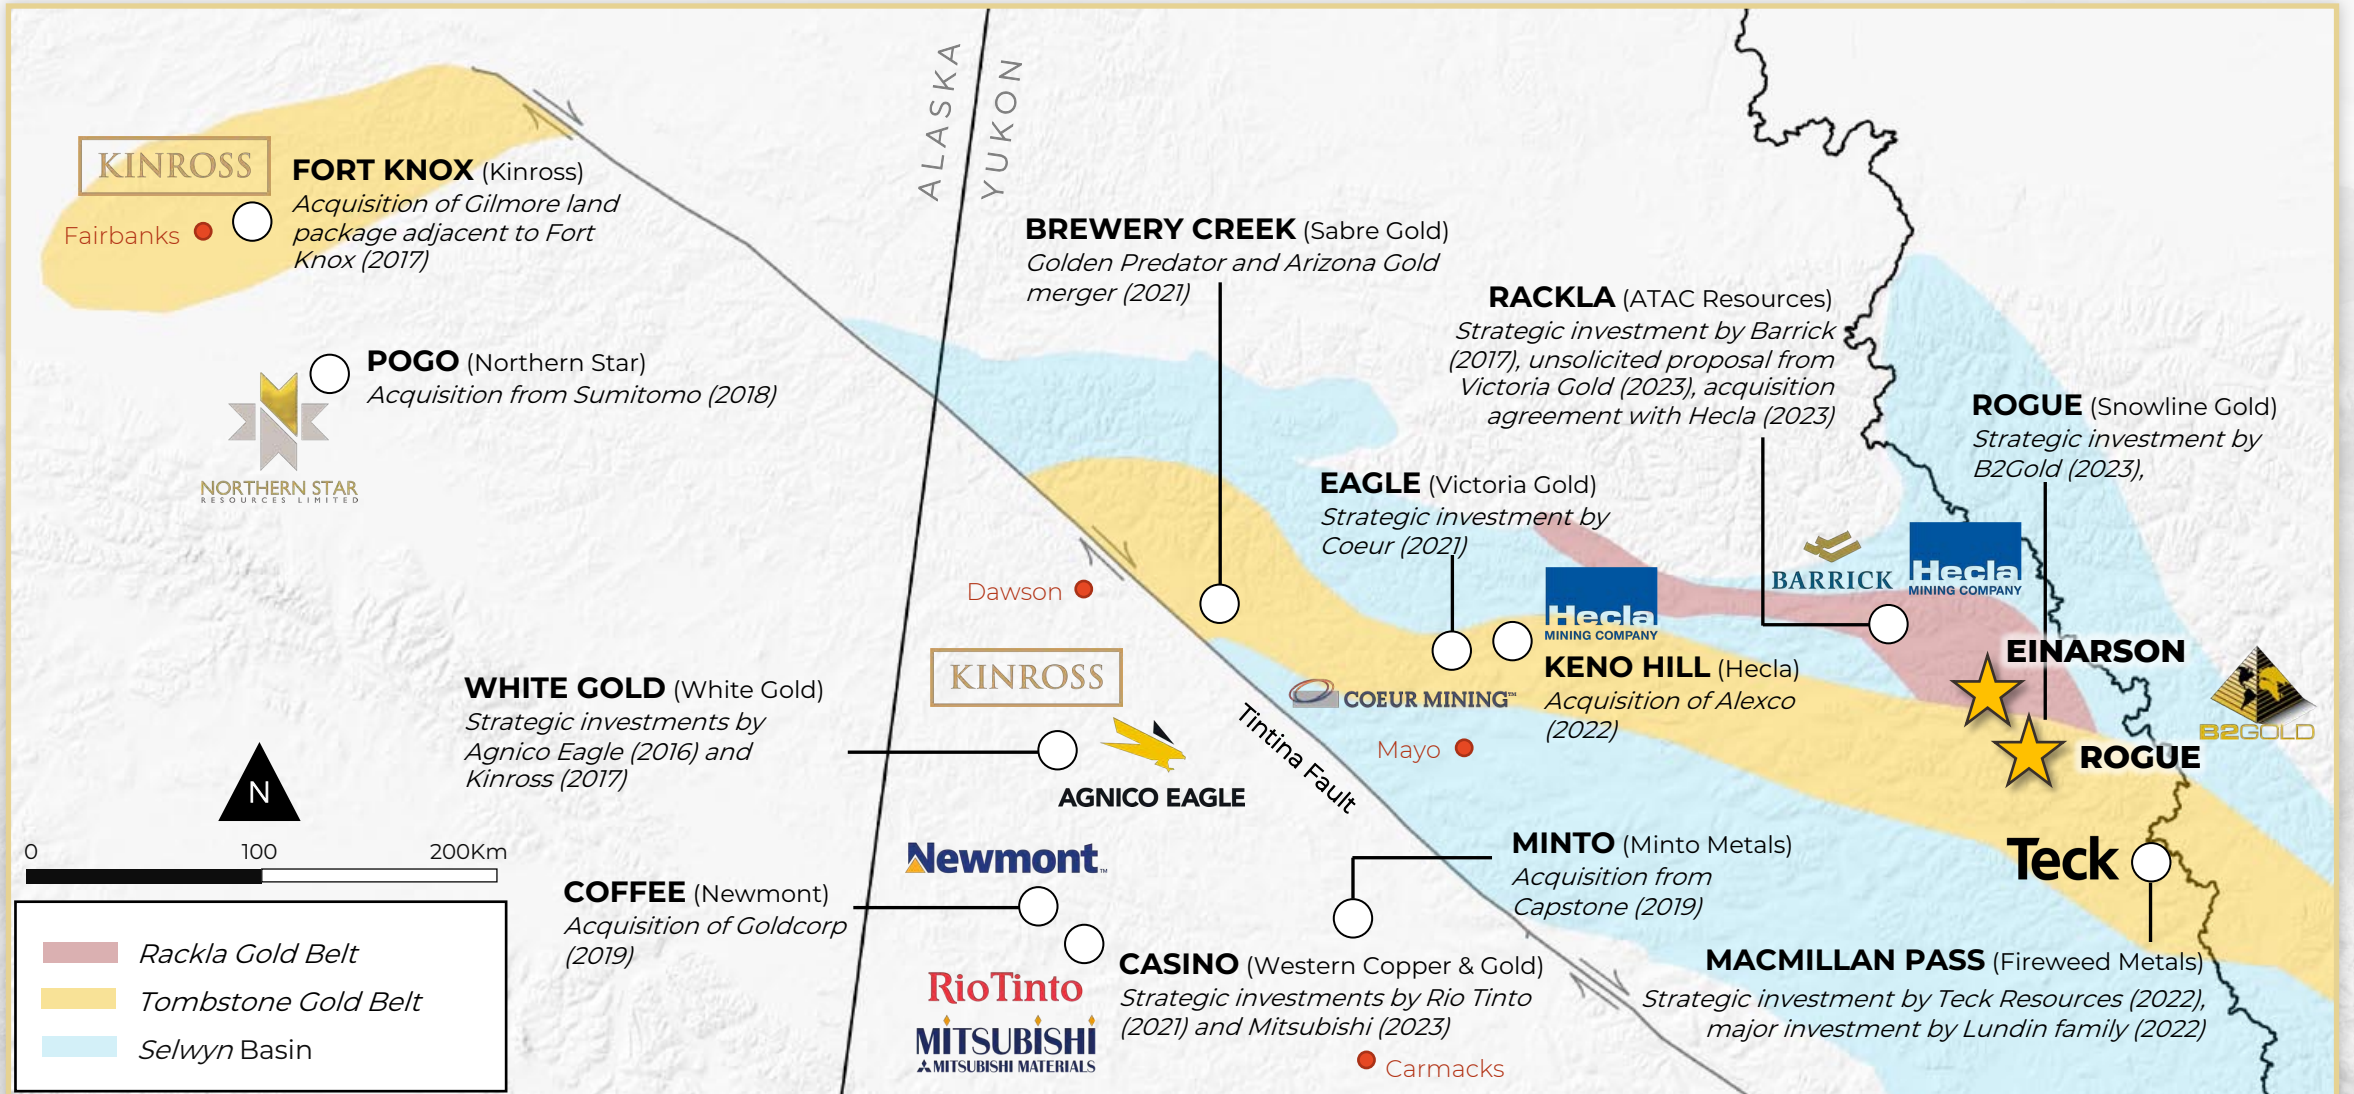 ALASKA
YUKON
KINROSS
FORT KNOX (Kinross)
Acquisition of Gilmore land
package adjacent to Fort
Knox (2017)
Fairbanks
POGO (Northern Star)
Acquisition from Sumitomo (2018)
NORTHERN STAR
RESOURCES LIMITED
BREWERY CREEK (Sabre Gold)
Golden Predator and Arizona Gold
merger (2021)
RACKLA (ATAC Resources)
Strategic investment by Barrick
(2017), unsolicited proposal from
Victoria Gold (2023), acquisition
agreement with Hecla (2023)
ROGUE (Snowline Gold)
Strategic investment by
B2Gold (2023),
EAGLE (Victoria Gold)
Strategic investment by
Coeur (2021)
BARRICK
Hecla
MINING COMPANY
Dawson
Hecla
MINING COMPANY
KENO HILL (Hecla)
Acquisition of Alexco
(2022)
EINARSON
ROGUE
B2GOLD
COEUR MINING™
Mayo
Tintina Fault
KINROSS
WHITE GOLD (White Gold)
Strategic investments by
Agnico Eagle (2016) and
Kinross (2017)
AGNICO EAGLE
N
0 100 200Km
Newmont™
COFFEE (Newmont)
Acquisition of Goldcorp
(2019)
MINTO (Minto Metals)
Acquisition from
Capstone (2019)
Teck
MACMILLAN PASS (Fireweed Metals)
Strategic investment by Teck Resources (2022),
major investment by Lundin family (2022)
CASINO (Western Copper & Gold)
Strategic investments by Rio Tinto
(2021) and Mitsubishi (2023)
RioTinto
MITSUBISHI
MITSUBISHI MATERIALS
Carmacks
Rackla Gold Belt
Tombstone Gold Belt
Selwyn Basin